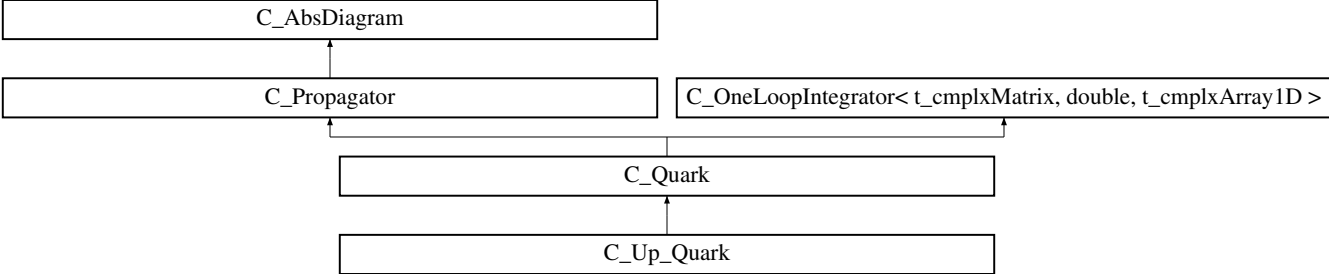 C_AbsDiagram
C_Propagator
C_OneLoopIntegrator< t_cmplxMatrix, double, t_cmplxArray1D >
C_Quark
C_Up_Quark